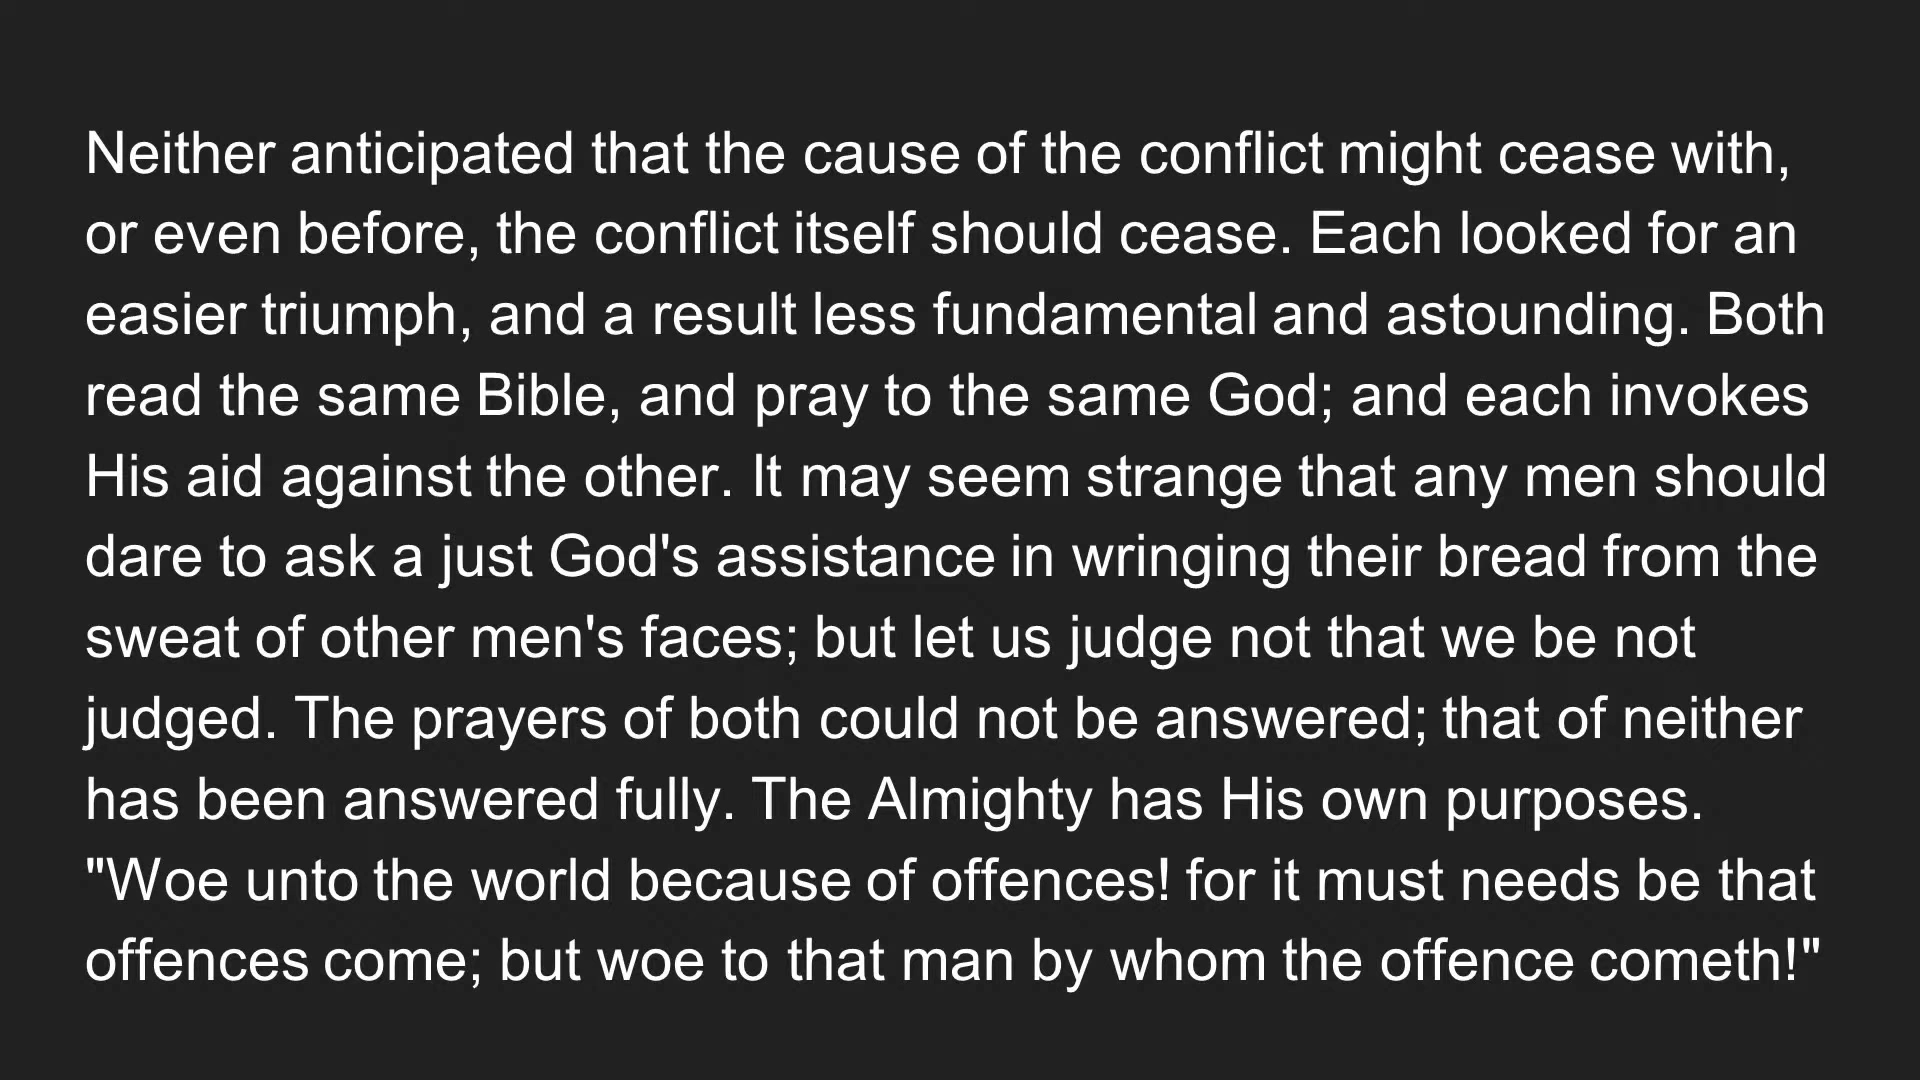 Neither anticipated that the cause of the conflict might cease with,
or even before, the conflict itself should cease. Each looked for an
easier triumph, and a result less fundamental and astounding. Both
read the same Bible, and pray to the same God; and each invokes
His aid against the other. It may seem strange that any men should
dare to ask a just God's assistance in wringing their bread from the
sweat of other men's faces; but let us judge not that we be not
judged. The prayers of both could not be answered; that of neither
has been answered fully. The Almighty has His own purposes.
"Woe unto the world because of offences! for it must needs be that
offences come; but woe to that man by whom the offence cometh!"